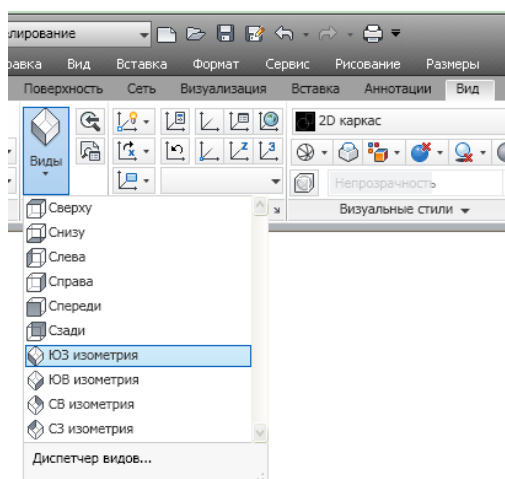 лирование
равка Вид Вставка Формат Сервис Рисование Размеры
Поверхность Сеть Визуализация Вставка Аннотации Вид
Виды
2D каркас
Непрозрачность
Визуальные стили
Сверху
Снизу
Слева
Справа
Спереди
Сзади
ЮЗ изометрия
ЮВ изометрия
СВ изометрия
СЗ изометрия
Диспетчер видов...